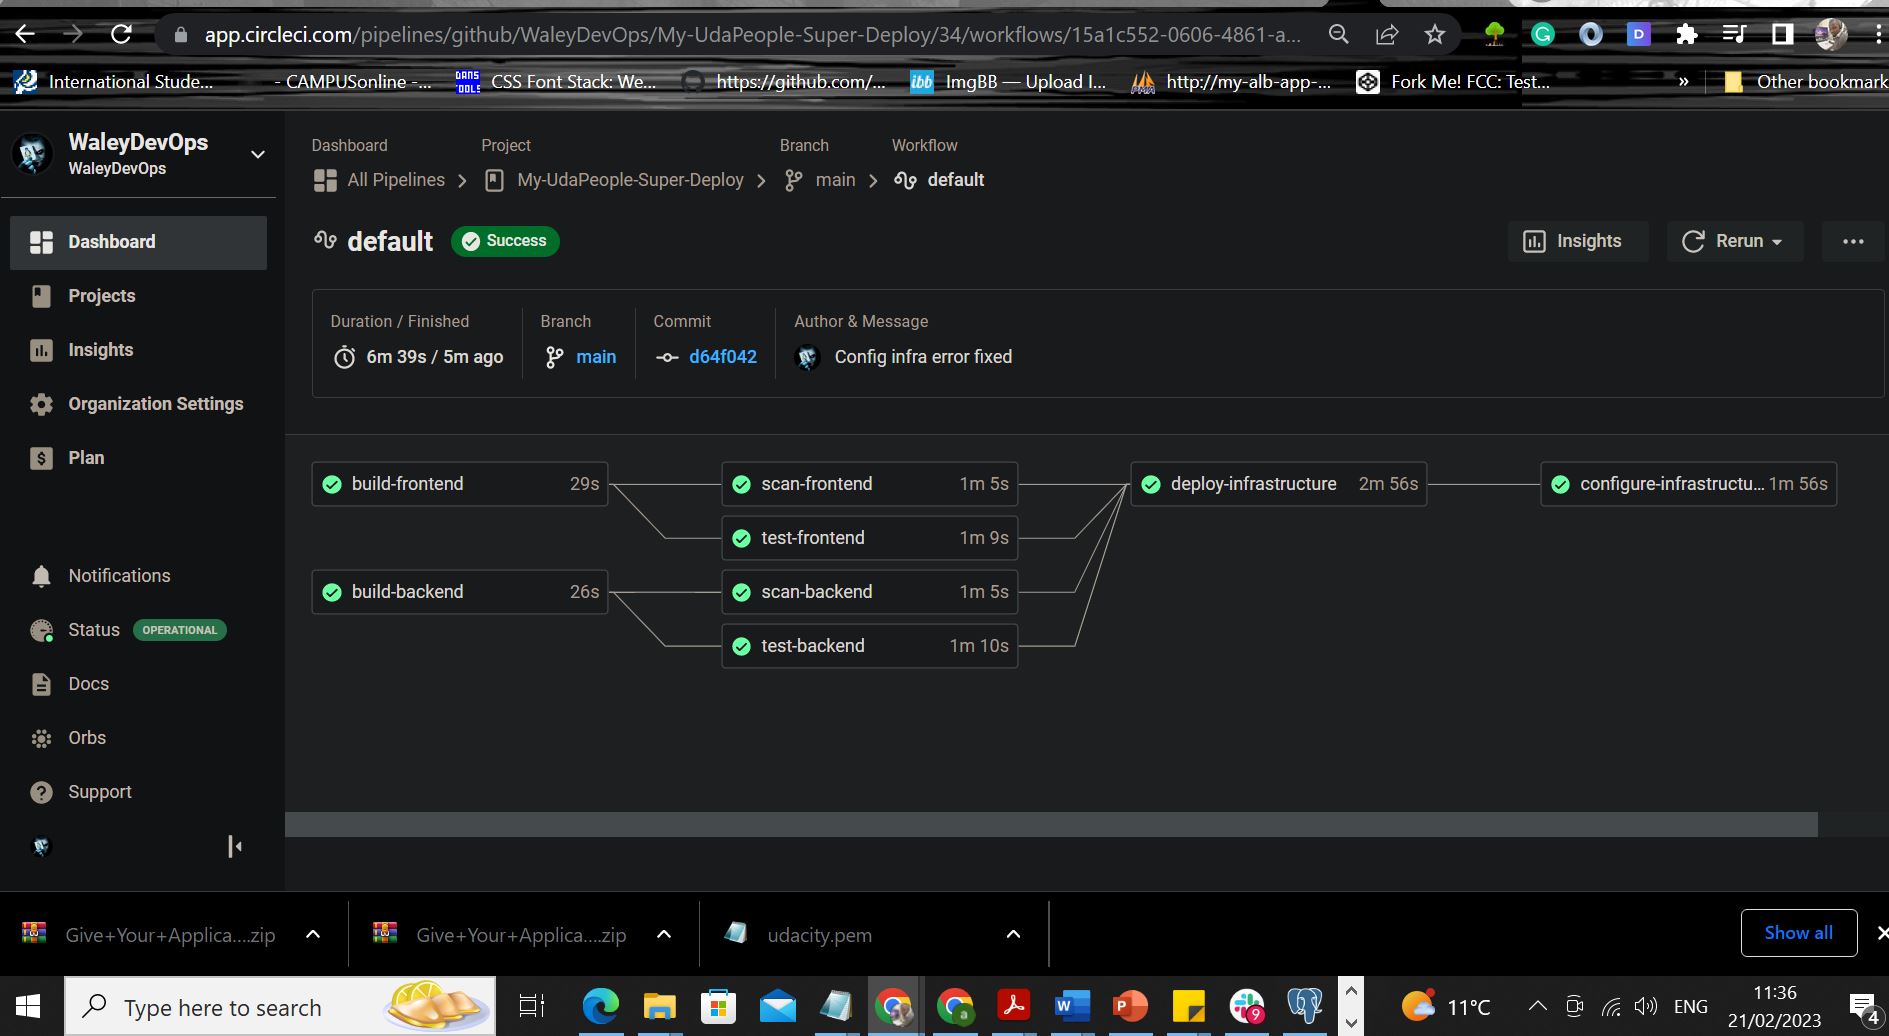 app.circleci.com/pipelines/github/WaleyDevOps/My-UdaPeople-Super-Deploy/34/workflows/15a1c552-0606-4861-a...
International Stude...
- CAMPUSonline -...
CSS Font Stack: We...
https://github.com/...
ImgBB — Upload I...
http://my-alb-app-...
Fork Me! FCC: Test...
»
Other bookmark
WaleyDevOps
WaleyDevOps
Dashboard
Projects
Insights
Organization Settings
Plan
Notifications
Status OPERATIONAL
Docs
Orbs
Support
Dashboard Project Branch Workflow
All Pipelines My-UdaPeople-Super-Deploy main default
default Success
Insights Rerun
Duration / Finished Branch Commit Author & Message
6m 39s / 5m ago main d64f042 Config infra error fixed
build-frontend 29s
scan-frontend 1m 5s
deploy-infrastructure 2m 56s
configure-infrastructu... 1m 56s
test-frontend 1m 9s
build-backend 26s
scan-backend 1m 5s
test-backend 1m 10s
Give+Your+Applica....zip
Give+Your+Applica....zip
udacity.pem
Show all
Type here to search
9
11°C
ENG
11:36
21/02/2023
4